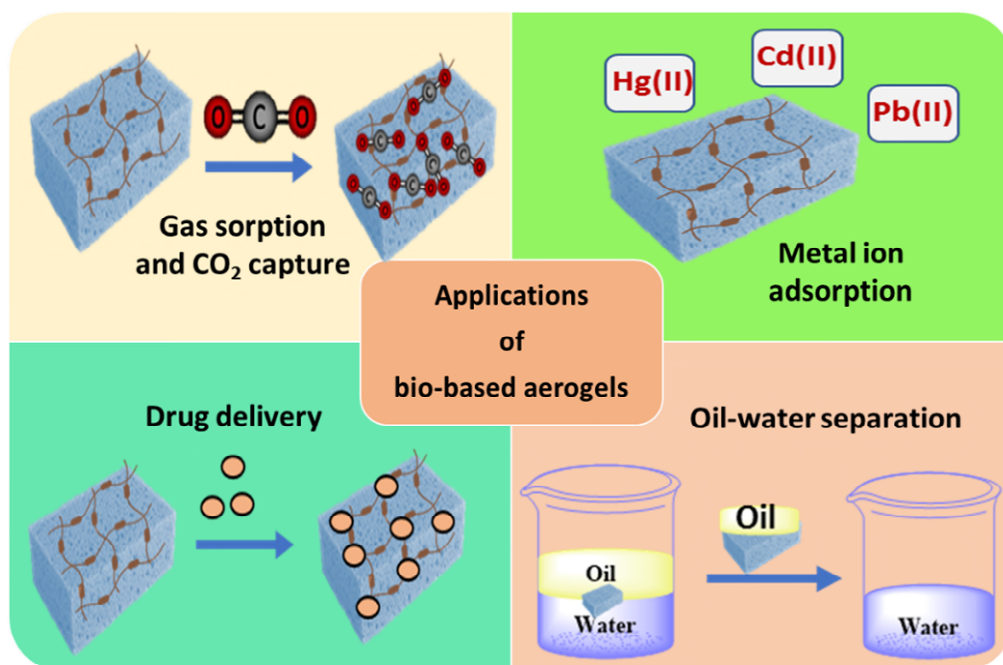 O C O
Gas sorption
and CO₂ capture
Hg(II)
Cd(II)
Pb(II)
Metal ion
adsorption
Applications
of
bio-based aerogels
Drug delivery
Oil-water separation
Oil
Oil
Water
Water